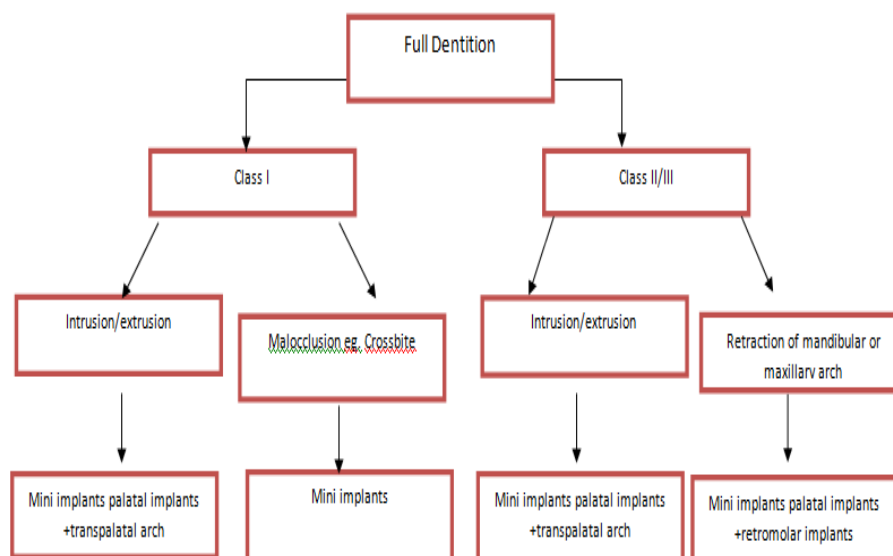 Full Dentition
Class I
Class II/III
Intrusion/extrusion
Malocclusion eg. Crossbite
Intrusion/extrusion
Retraction of mandibular or
maxillary arch
Mini implants palatal implants
+transpalatal arch
Mini implants
Mini implants palatal implants
+transpalatal arch
Mini implants palatal implants
+retromolar implants